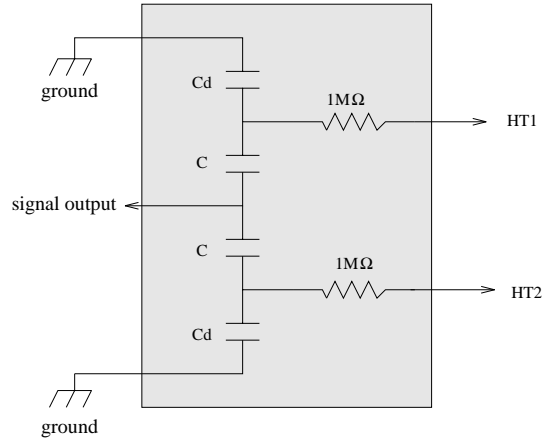 Cd
ground
1MΩ
HT1
C
signal output
C
1MΩ
HT2
Cd
ground